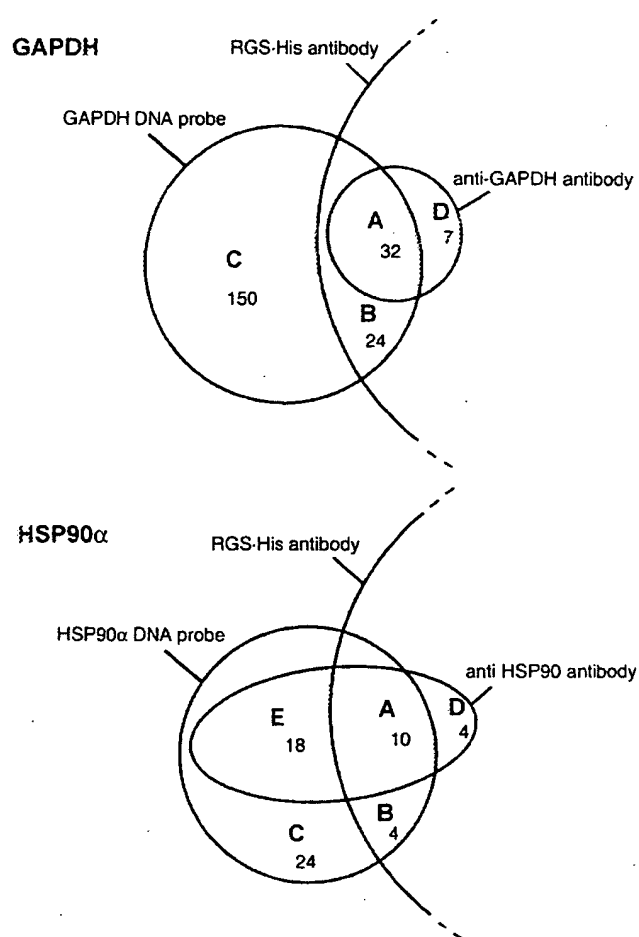 GAPDH
RGS·His antibody
GAPDH DNA probe
anti-GAPDH antibody
A
D
32
7
C
150
B
24
HSP90α
RGS·His antibody
HSP90α DNA probe
anti HSP90 antibody
E
A
D
18
10
4
C
B
24
4